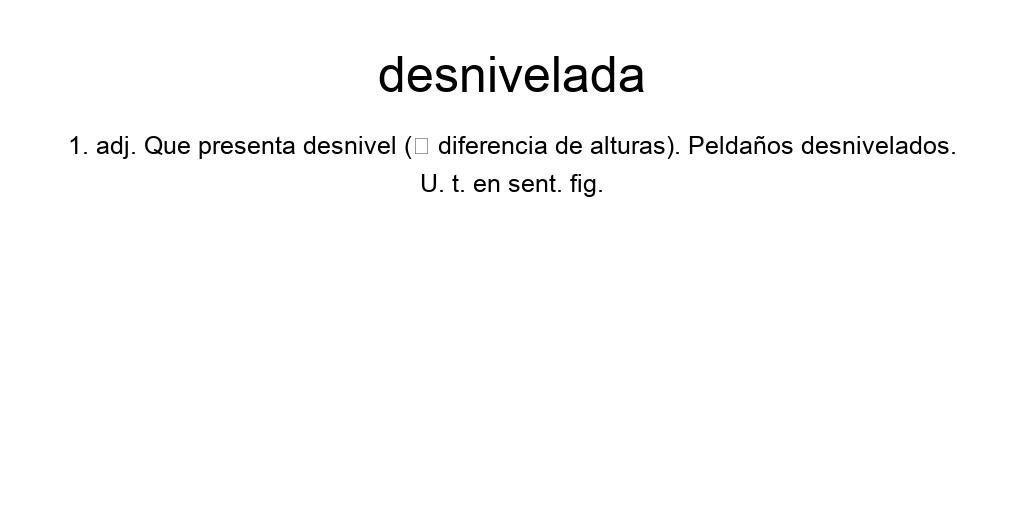 desnivelada
1. adj. Que presenta desnivel (□ diferencia de alturas). Peldaños desnivelados.
U. t. en sent. fig.